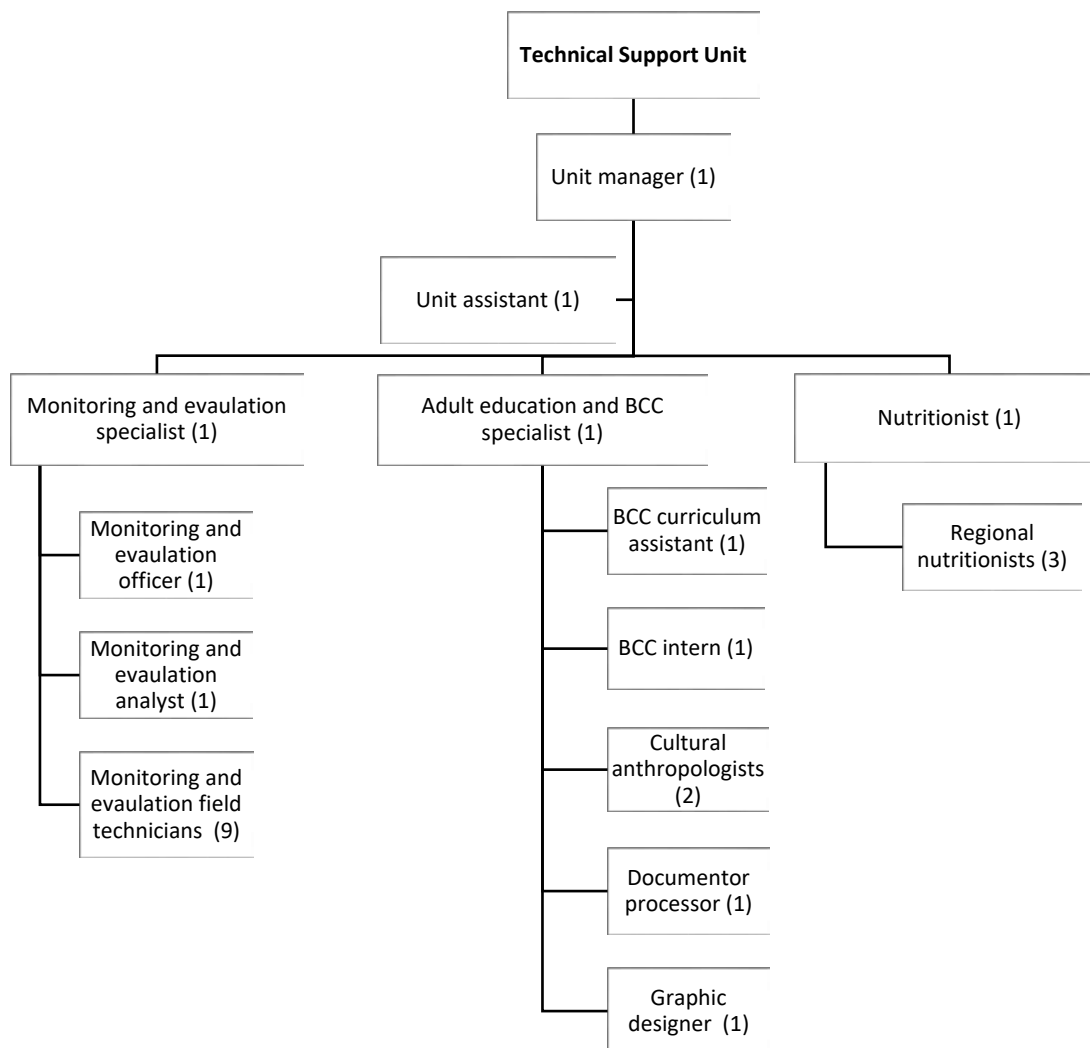 Technical Support Unit
Unit manager (1)
Unit assistant (1)
Monitoring and evaulation
specialist (1)
Monitoring and
evaulation
officer (1)
Monitoring and
evaulation
analyst (1)
Monitoring and
evaulation field
technicians  (9)
Adult education and BCC
specialist (1)
BCC curriculum
assistant (1)
BCC intern (1)
Cultural
anthropologists
(2)
Documentor
processor (1)
Graphic
designer  (1)
Nutritionist (1)
Regional
nutritionists (3)